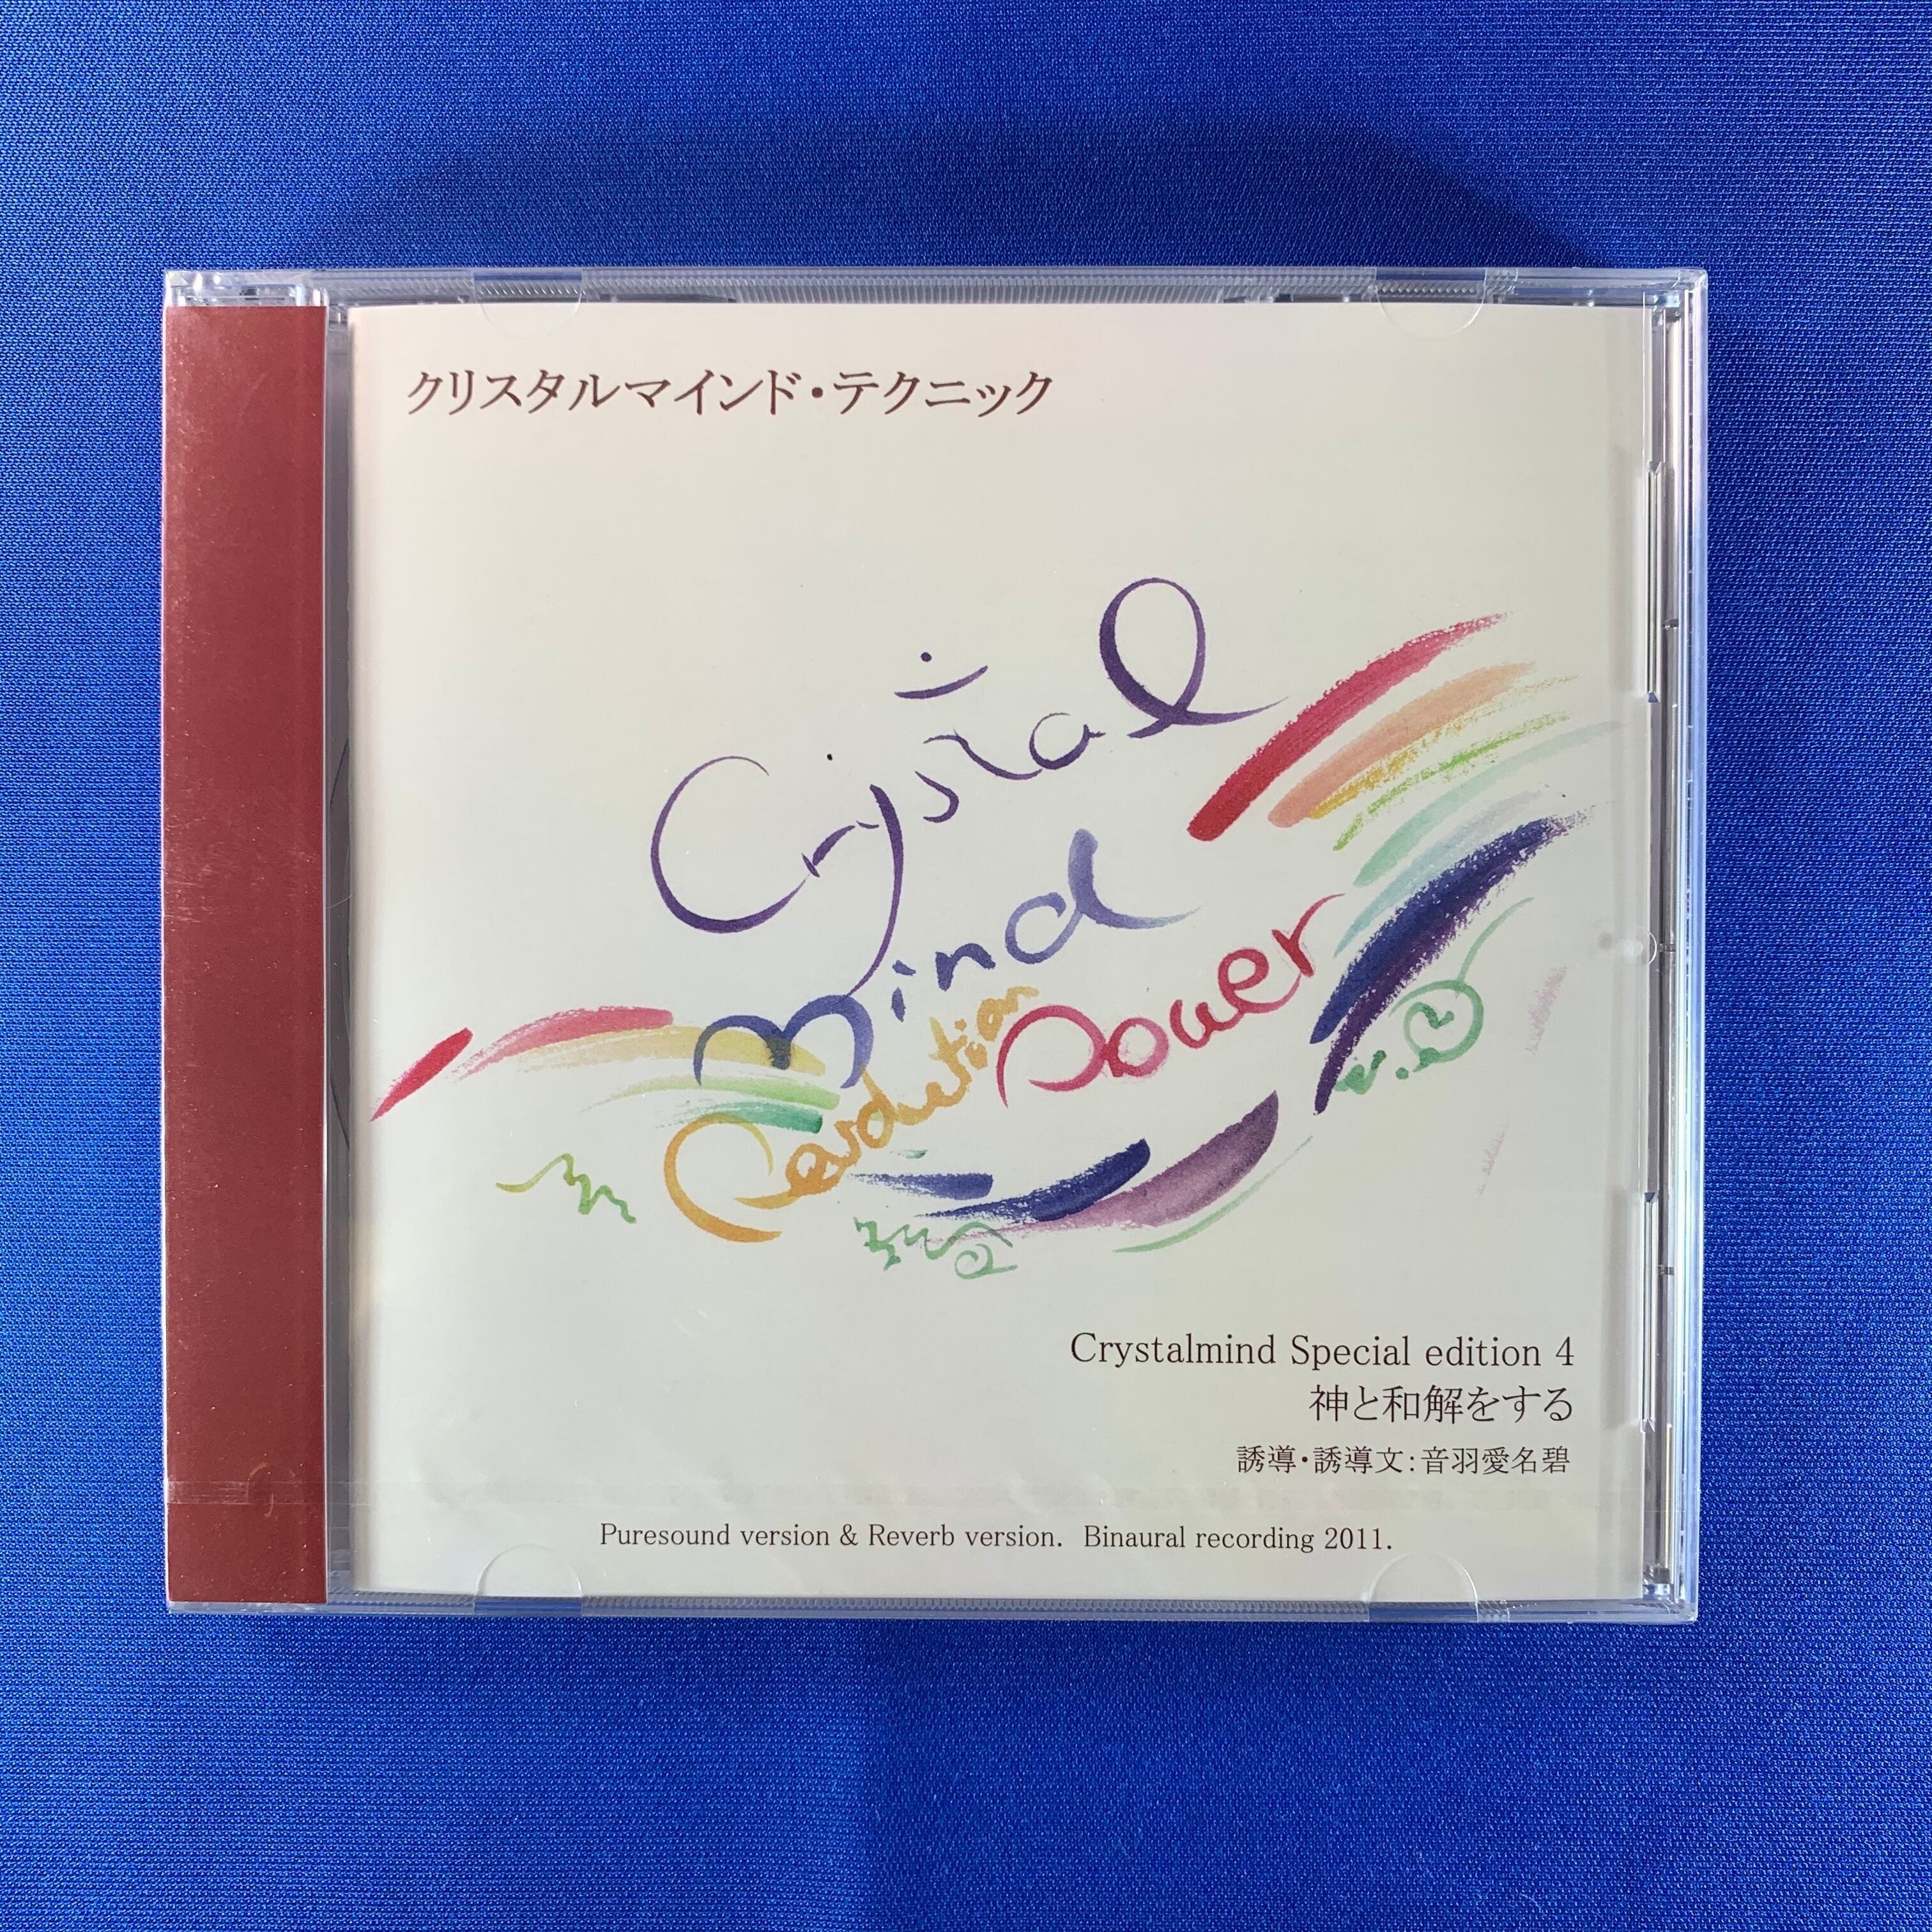 クリスタルマインド・テクニック
Crystal
Mind
Power
Crystalmind Special edition 4
神と和解をする
誘導・誘導文：音羽愛名碧
Puresound version & Reverb version. Binaural recording 2011.